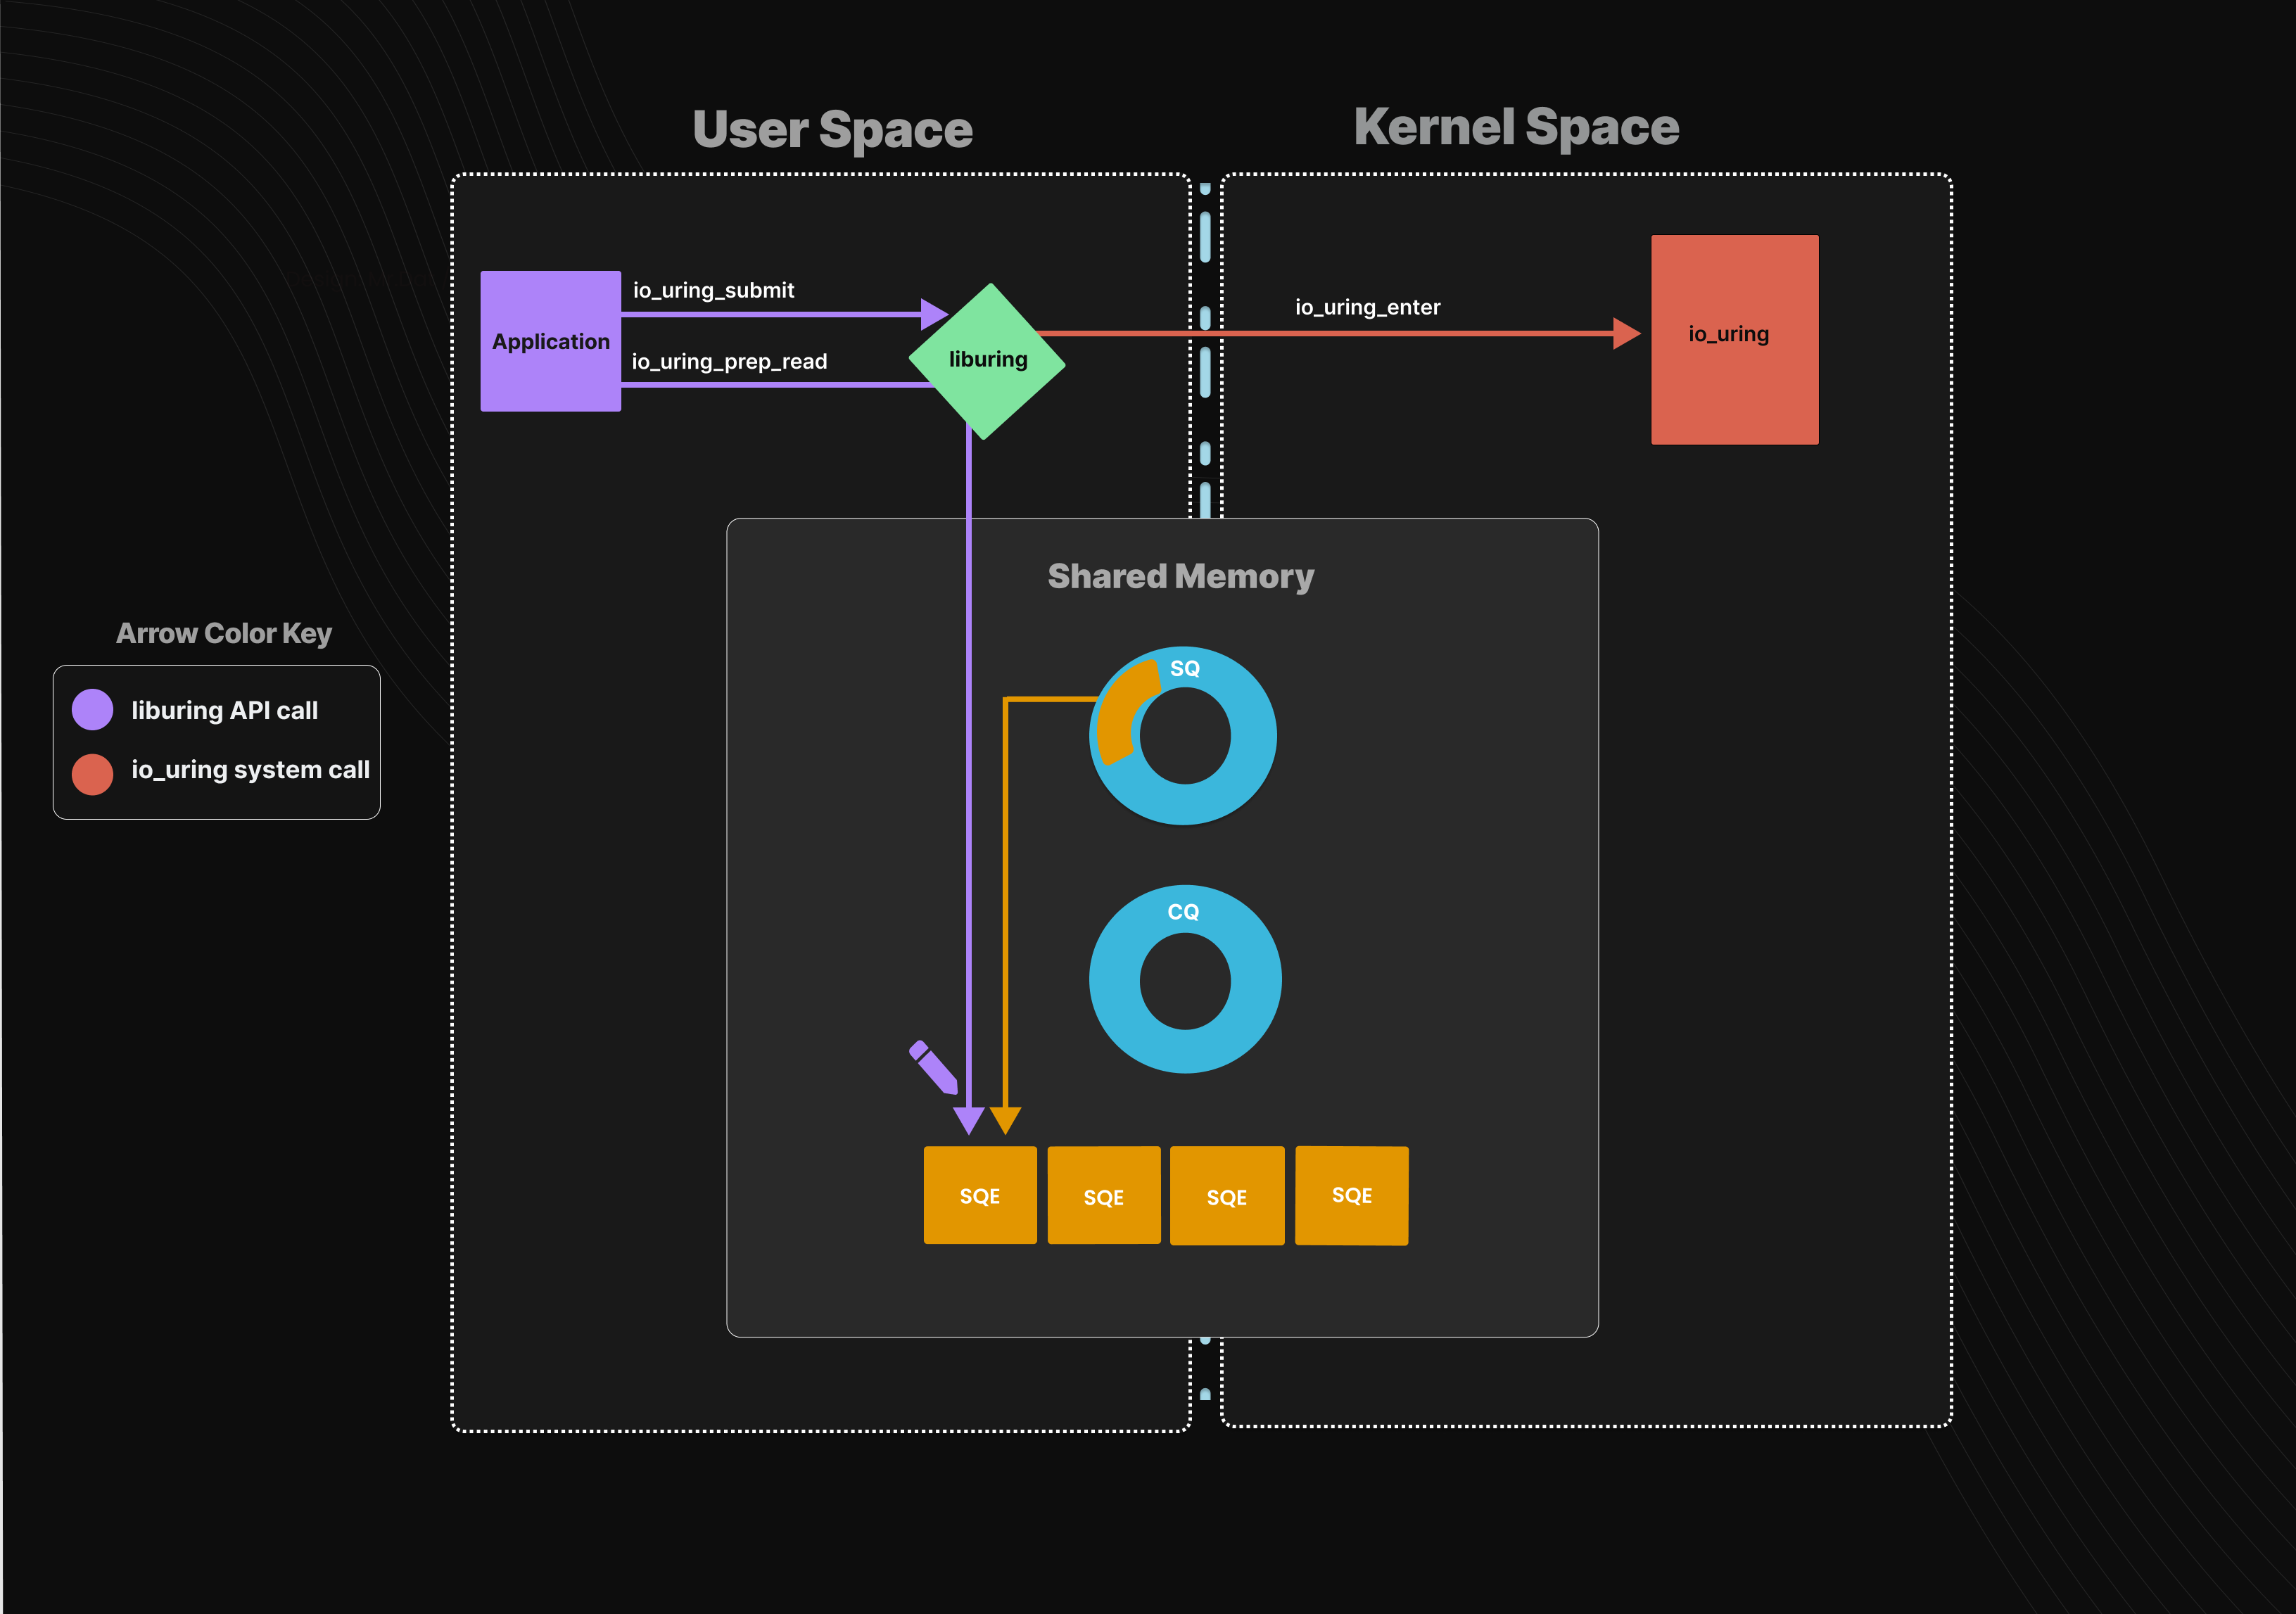 User Space
Kernel Space
io_uring_submit
Application
io_uring_prep_read
liburing
io_uring_enter
io_uring
Shared Memory
SQ
CQ
SQE
SQE
SQE
SQE
Arrow Color Key
liburing API call
io_uring system call